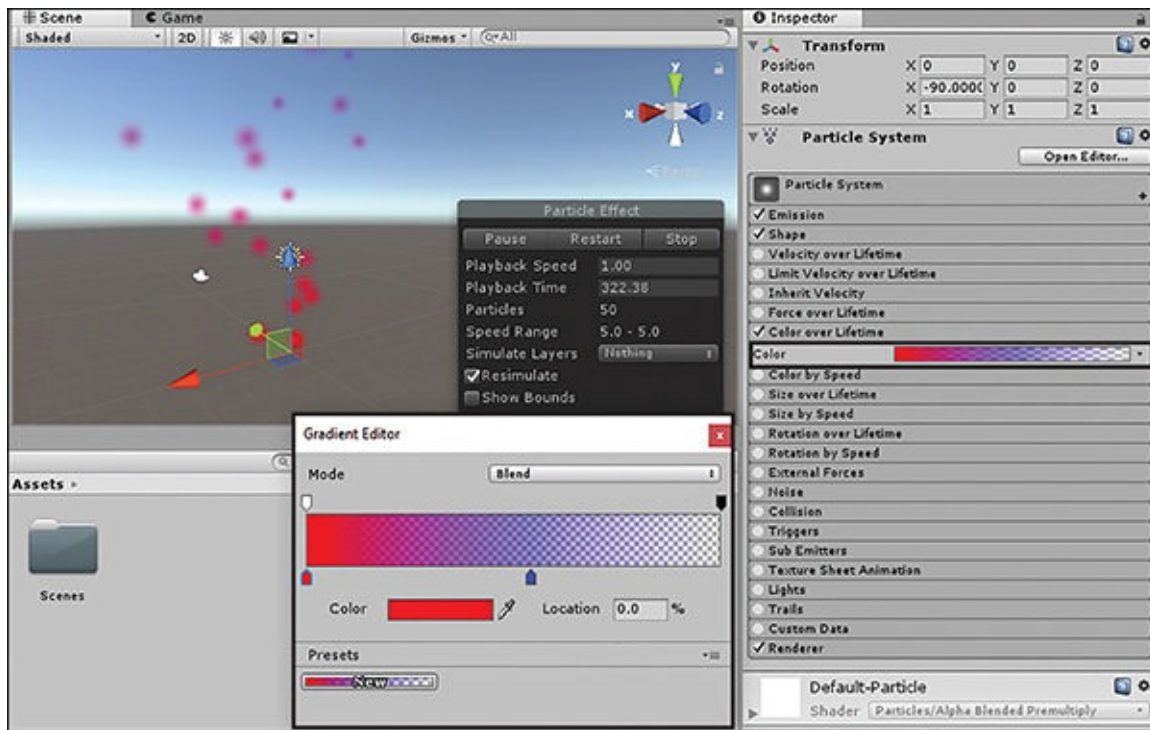 Scene
Game
Shaded
2D
Gizmos
All
y
x
z
Particle Effect
Pause Restart Stop
Playback Speed 1.00
Playback Time 322.38
Particles 50
Speed Range 5.0 - 5.0
Simulate Layers Nothing
Resimulate
Show Bounds
Assets
Scenes
Gradient Editor
Mode Blend
Color Location 0.0 %
Presets
New
Inspector
Transform
Position X 0 Y 0 Z 0
Rotation X -90.000 Y 0 Z 0
Scale X 1 Y 1 Z 1
Particle System
Open Editor...
Particle System
Emission
Shape
Velocity over Lifetime
Limit Velocity over Lifetime
Inherit Velocity
Force over Lifetime
Color over Lifetime
Color
Color by Speed
Size over Lifetime
Size by Speed
Rotation over Lifetime
Rotation by Speed
External Forces
Noise
Collision
Triggers
Sub Emitters
Texture Sheet Animation
Lights
Trails
Custom Data
Renderer
Default-Particle
Shader Particles/Alpha Blended Premultiply